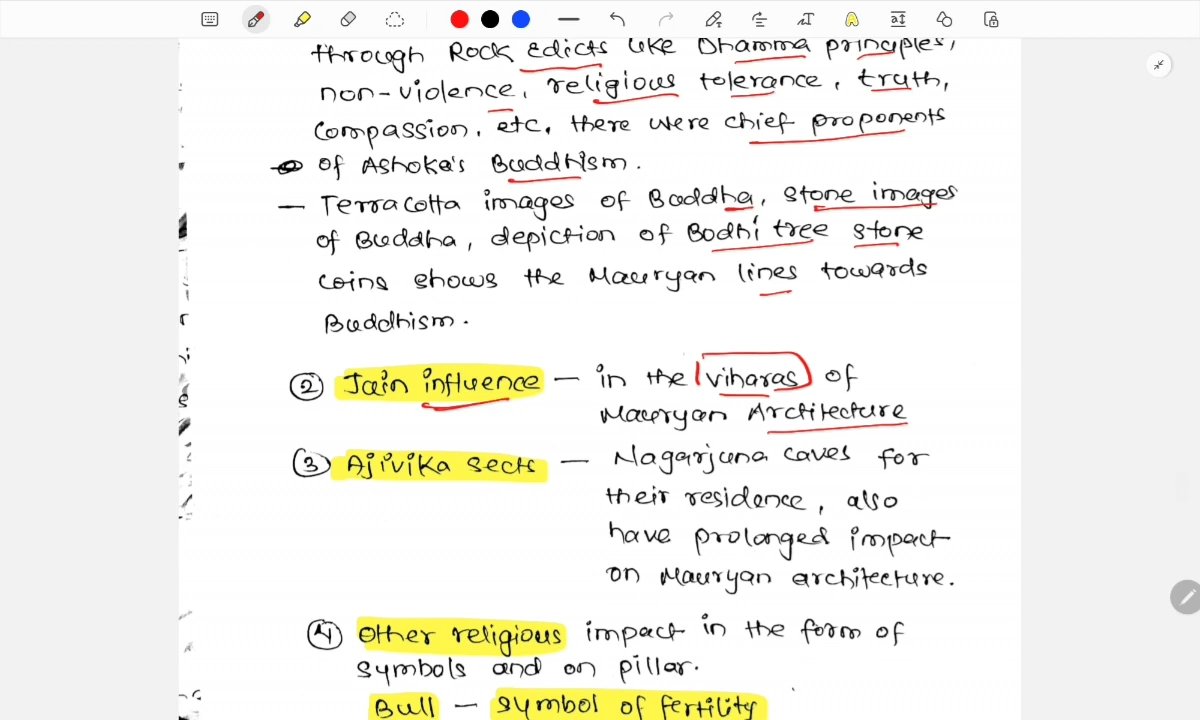 through Rock Edicts like Dhamma principles,
non-violence, religious tolerance, truth,
compassion, etc. there were chief proponents
of Ashoka's Buddhism.
— Terracotta images of Buddha, stone images
of Buddha, depiction of Bodhi tree stone
coins shows the Mauryan lines towards
Buddhism.
② Jain influence — in the viharas of
Mauryan Architecture
③ Ajivika sects — Nagarjuna caves for
their residence, also
have prolonged impact
on Mauryan architecture.
④ Other religious impact in the form of
symbols and on pillar.
Bull — symbol of fertility